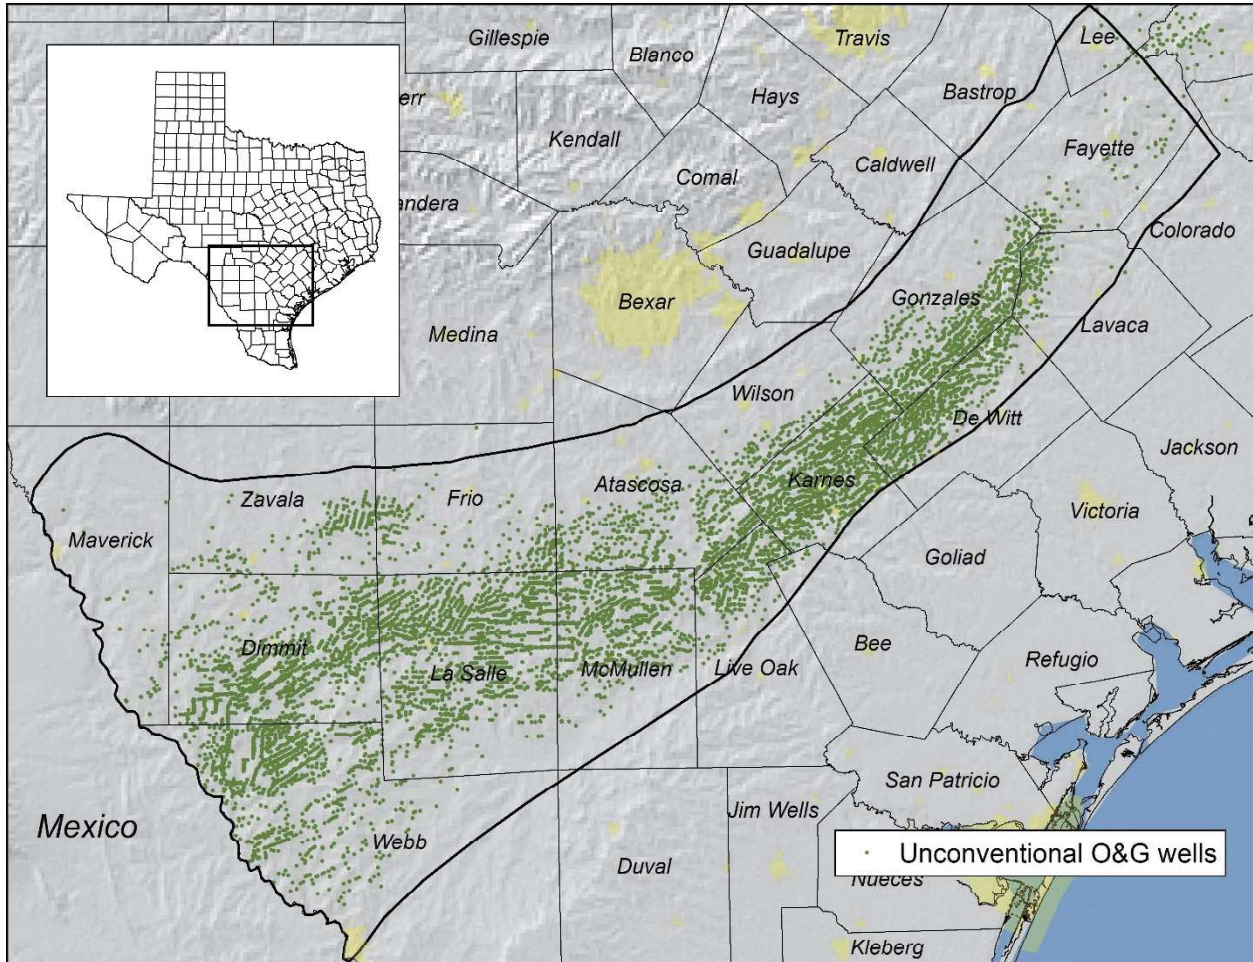 Gillespie
Blanco
Travis
Lee
err
Hays
Bastrop
Kendall
Fayette
Caldwell
Comal
andera
Colorado
Guadalupe
Bexar
Gonzales
Medina
Lavaca
Wilson
De Witt
Jackson
Karnes
Atascosa
Zavala
Frio
Victoria
Maverick
Goliad
Dimmit
Bee
La Salle
McMullen
Live Oak
Refugio
San Patricio
Jim Wells
Mexico
Webb
Unconventional O&G wells
Duval
Nueces
Kleberg